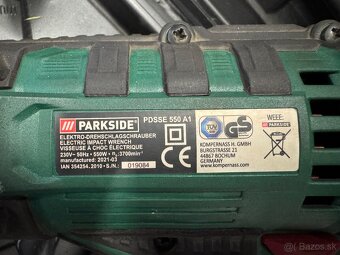 /// PARKSIDE®
PDSSE 550 A1
ELEKTRO-DREHSCHLAGSCHRAUBER
ELECTRIC IMPACT WRENCH
VISSEUSE À CHOC ÉLECTRIQUE
230V~ 50Hz • 550W • n₀:3700min⁻¹
manufactured: 2021-03
IAN 354254_2010 • S.N.:
019084
CE
TÜV
GS
KOMPERNASS H. GMBH
BURGSTRASSE 21
44867 BOCHUM
GERMANY
www.kompernass.com
WEEE:
bazos.sk